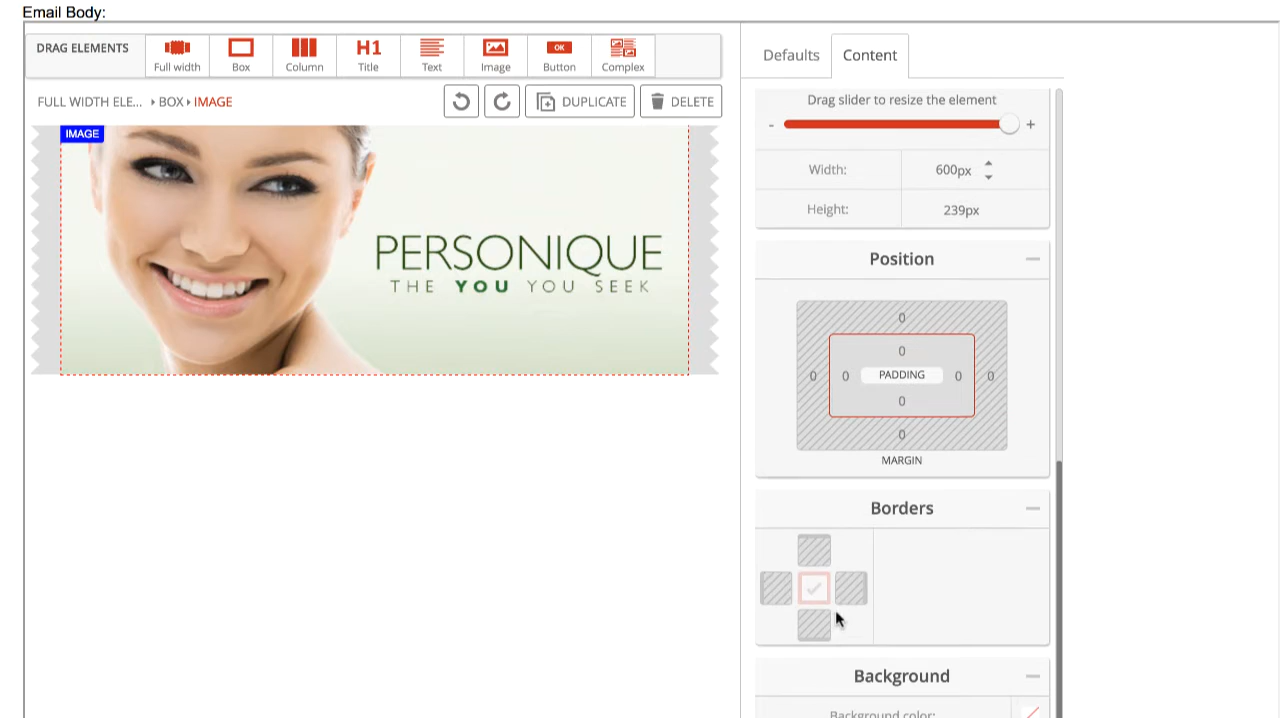 Email Body:
DRAG ELEMENTS
Full width
Box
Column
H1
Title
Text
Image
OK
Button
Complex
Defaults
Content
FULL WIDTH ELE... BOX IMAGE
DUPLICATE
DELETE
Drag slider to resize the element
- +
Width: 600px
Height: 239px
IMAGE
PERSONIQUE
THE YOU YOU SEEK
Position
0
0
0 0 PADDING 0 0
0
0
MARGIN
Borders
Background
Background color: